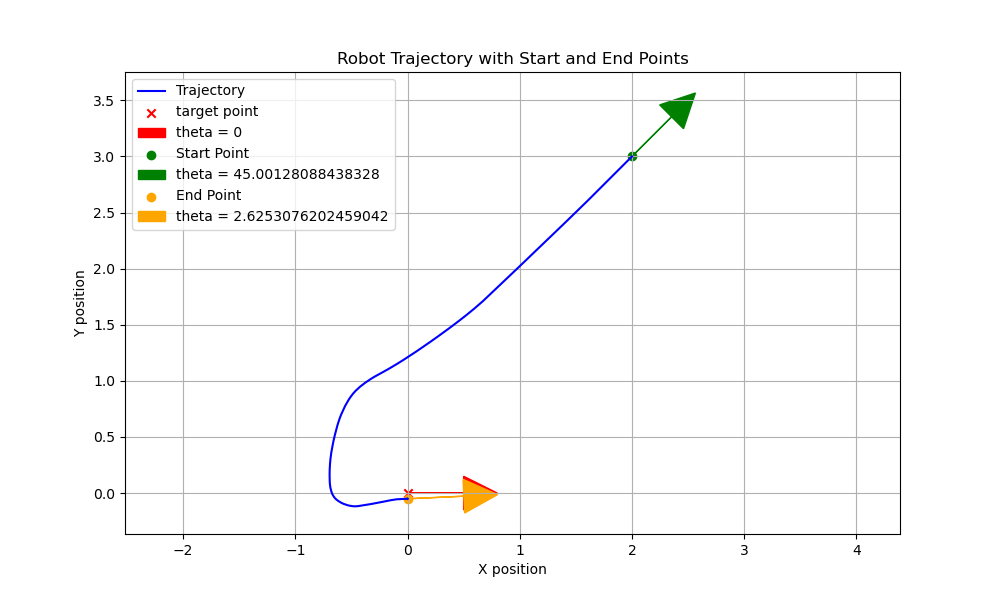 Robot Trajectory with Start and End Points
Trajectory
target point
theta = 0
Start Point
theta = 45.00128088438328
End Point
theta = 2.6253076202459042
Y position
3.5
3.0
2.5
2.0
1.5
1.0
0.5
0.0
−2
−1
0
1
2
3
4
X position